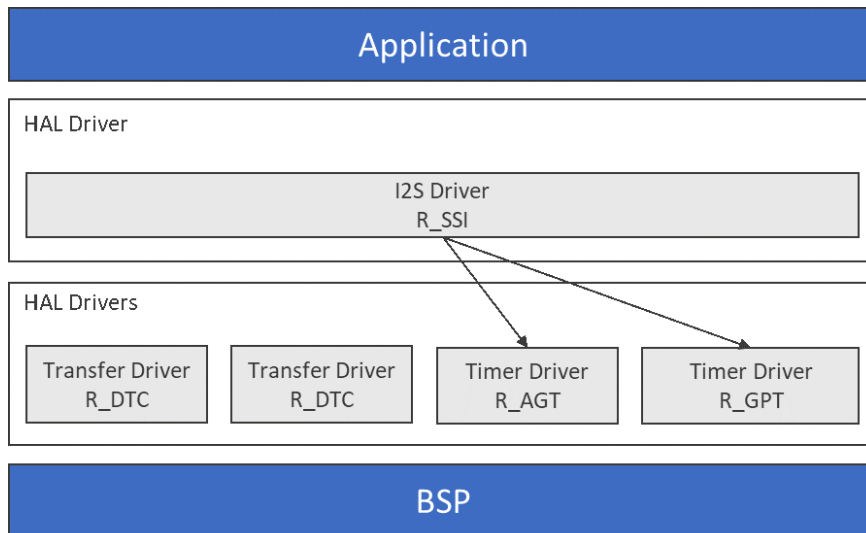 Application
HAL Driver
I2S Driver
R_SSI
HAL Drivers
Transfer Driver
R_DTC
Transfer Driver
R_DTC
Timer Driver
R_AGT
Timer Driver
R_GPT
BSP